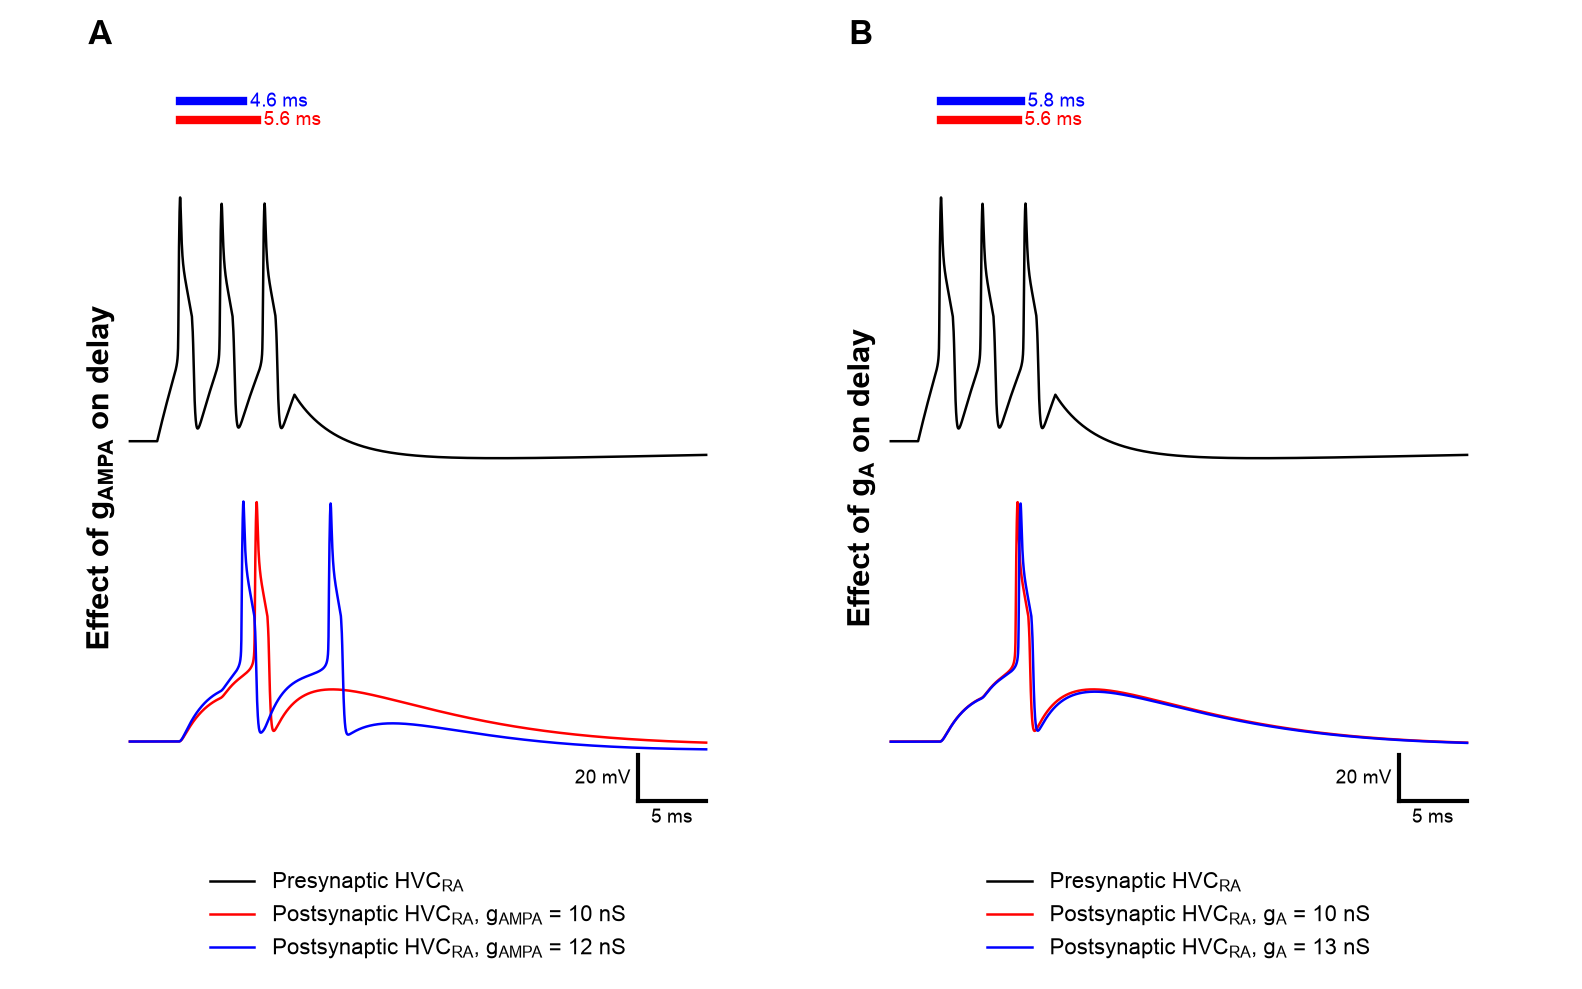 A
4.6 ms
5.6 ms
Effect of gAMPA on delay
20 mV
5 ms
Presynaptic HVCRA
Postsynaptic HVCRA, gAMPA = 10 nS
Postsynaptic HVCRA, gAMPA = 12 nS
B
5.8 ms
5.6 ms
Effect of gA on delay
20 mV
5 ms
Presynaptic HVCRA
Postsynaptic HVCRA, gA = 10 nS
Postsynaptic HVCRA, gA = 13 nS